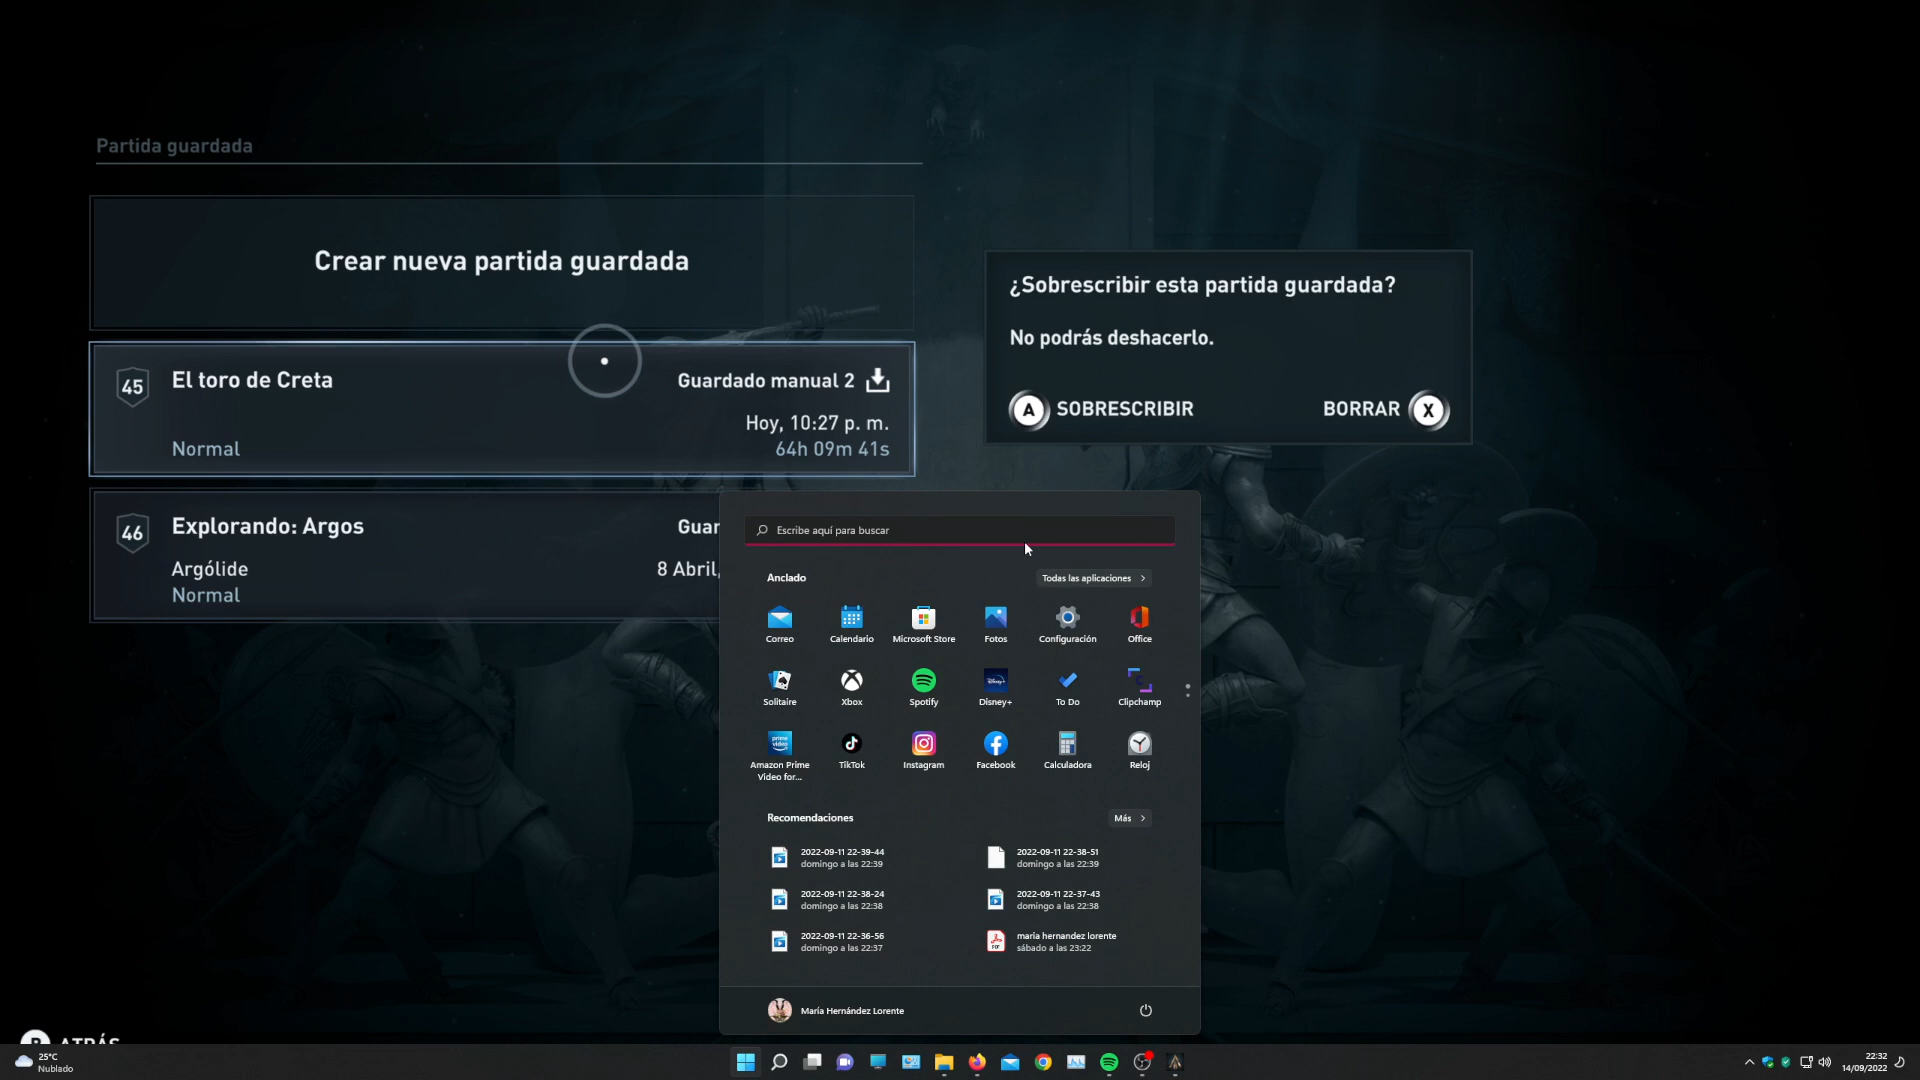 Partida guardada
Crear nueva partida guardada
45
El toro de Creta
Guardado manual 2
Hoy, 10:27 p. m.
Normal
64h 09m 41s
46
Explorando: Argos
Guar
Argólide
8 Abril,
Normal
¿Sobrescribir esta partida guardada?
No podrás deshacerlo.
A SOBRESCRIBIR
BORRAR X
Escribe aquí para buscar
Anclado
Todas las aplicaciones
Correo
Calendario
Microsoft Store
Fotos
Configuración
Office
Solitaire
Xbox
Disney+
Spotify
Disney+
To Do
Clipchamp
prime video
Amazon Prime
Video for...
TikTok
Instagram
Facebook
Calculadora
Reloj
Recomendaciones
Más
2022-09-11 22-39-44
domingo a las 22:39
2022-09-11 22-38-51
domingo a las 22:39
2022-09-11 22-38-24
domingo a las 22:38
2022-09-11 22-37-43
domingo a las 22:38
2022-09-11 22-36-56
domingo a las 22:37
PDF
maria hernandez lorente
sábado a las 23:22
María Hernández Lorente
B ATRÁS
25°C
Nublado
22:32
14/09/2022